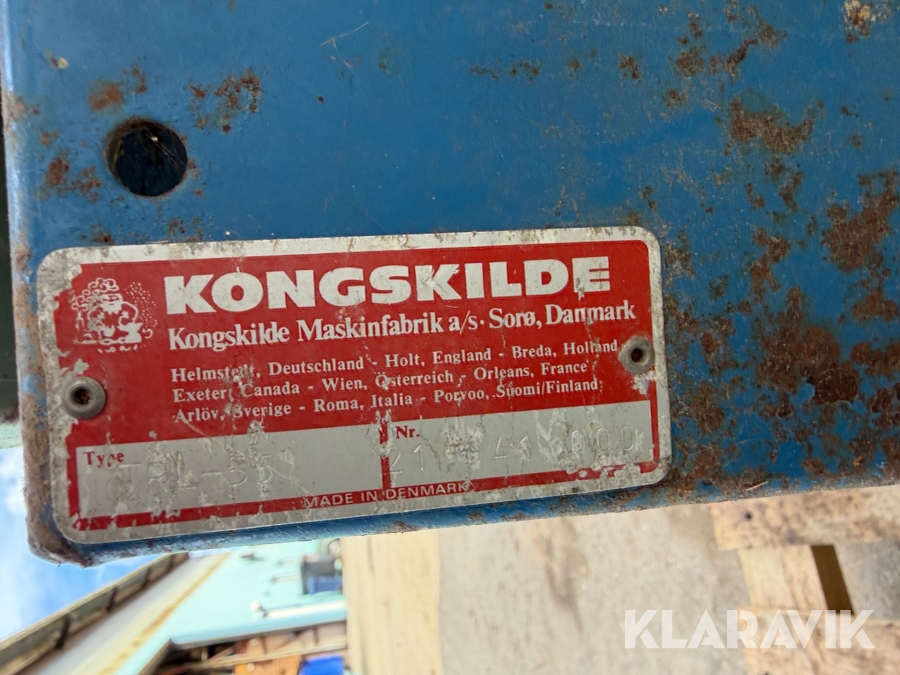 KONGSKILDE
Kongskilde Maskinfabrik a/s · Sorø, Danmark
Helmstedt, Deutschland - Holt, England - Breda, Holland
Exeter, Canada - Wien, Österreich - Orleans, France
Arlöv, Sverige - Roma, Italia - Porvoo, Suomi/Finland
Type
Nr.
MADE IN DENMARK
KLARAVIK